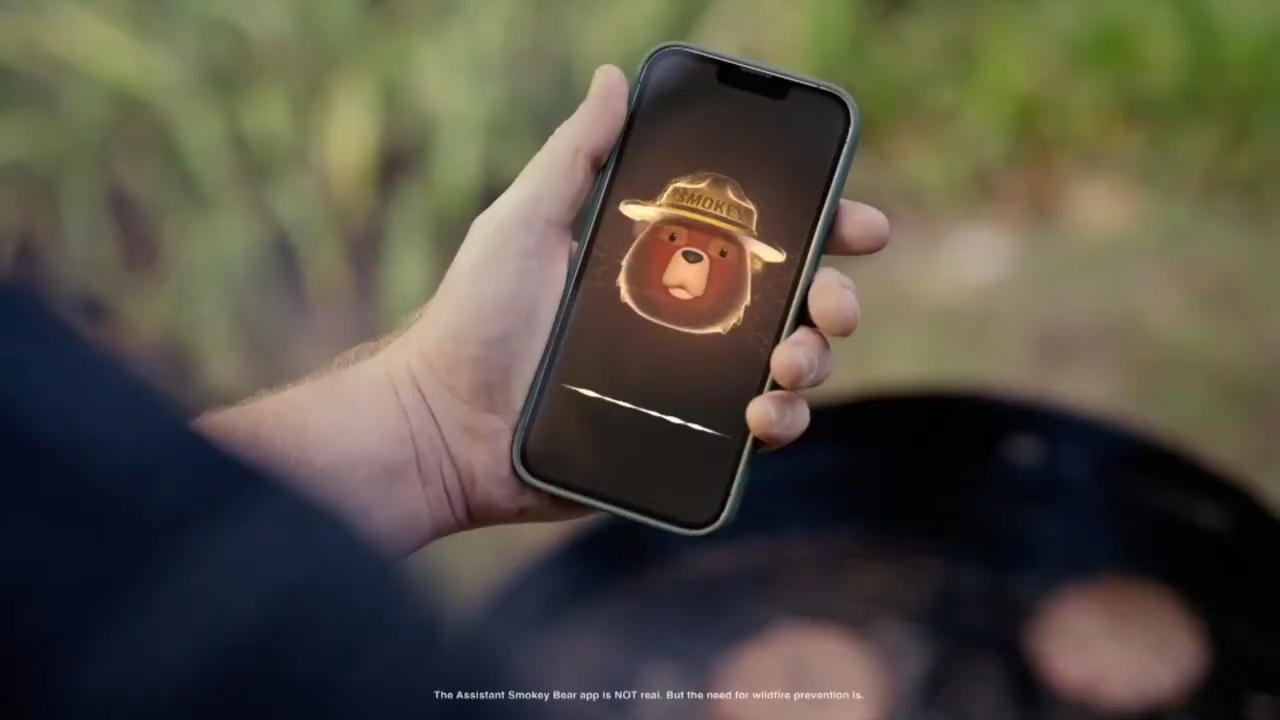 SMOKEY
The Assistant Smokey Bear app is NOT real. But the need for wildfire prevention is.